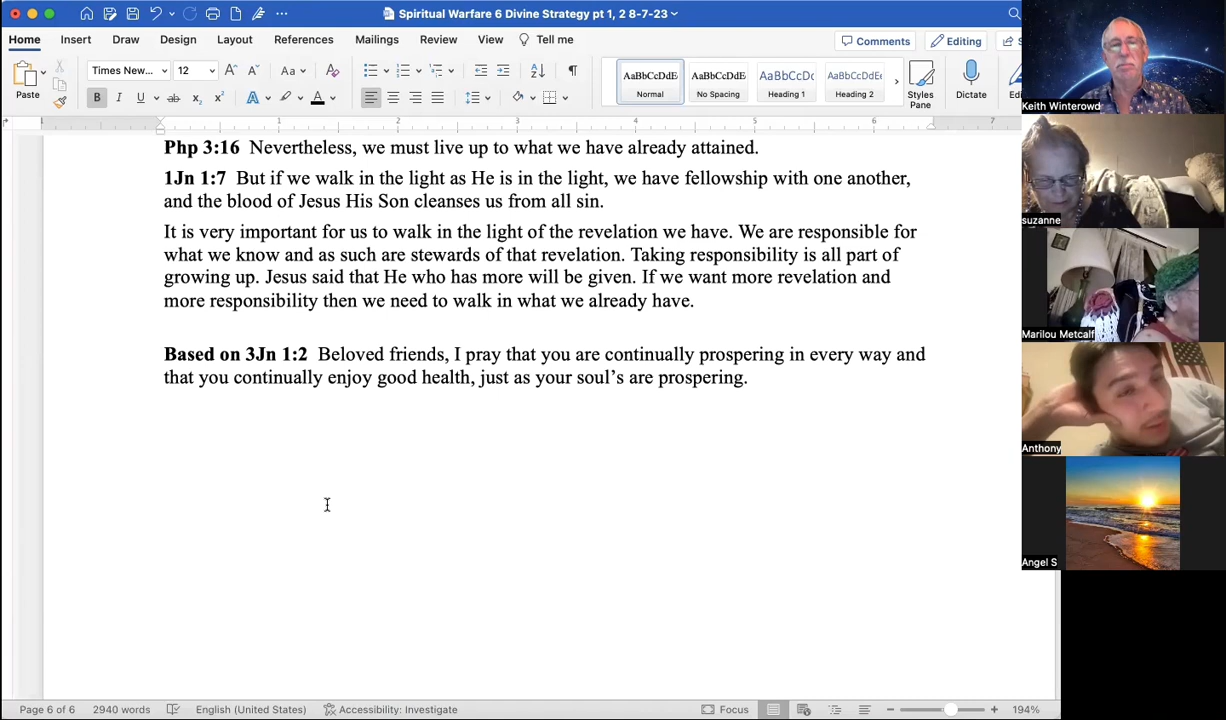 Spiritual Warfare 6 Divine Strategy pt 1, 2 8-7-23
Home Insert Draw Design Layout References Mailings Review View Tell me
Comments Editing
Paste
Times New... 12
Aa
B I U x₂ x² A A
AaBbCcDdE Normal
AaBbCcDdE No Spacing
AaBbCcDc Heading 1
AaBbCcDdE Heading 2
Styles Pane
Dictate
1 2 3 4 5 6 7
Php 3:16 Nevertheless, we must live up to what we have already attained.
1Jn 1:7 But if we walk in the light as He is in the light, we have fellowship with one another,
and the blood of Jesus His Son cleanses us from all sin.
It is very important for us to walk in the light of the revelation we have. We are responsible for
what we know and as such are stewards of that revelation. Taking responsibility is all part of
growing up. Jesus said that He who has more will be given. If we want more revelation and
more responsibility then we need to walk in what we already have.
Based on 3Jn 1:2 Beloved friends, I pray that you are continually prospering in every way and
that you continually enjoy good health, just as your soul’s are prospering.
Page 6 of 6 2940 words English (United States) Accessibility: Investigate Focus 194%
Keith Winterowd
suzanne
Marilou Metcalf
Anthony
Angel S